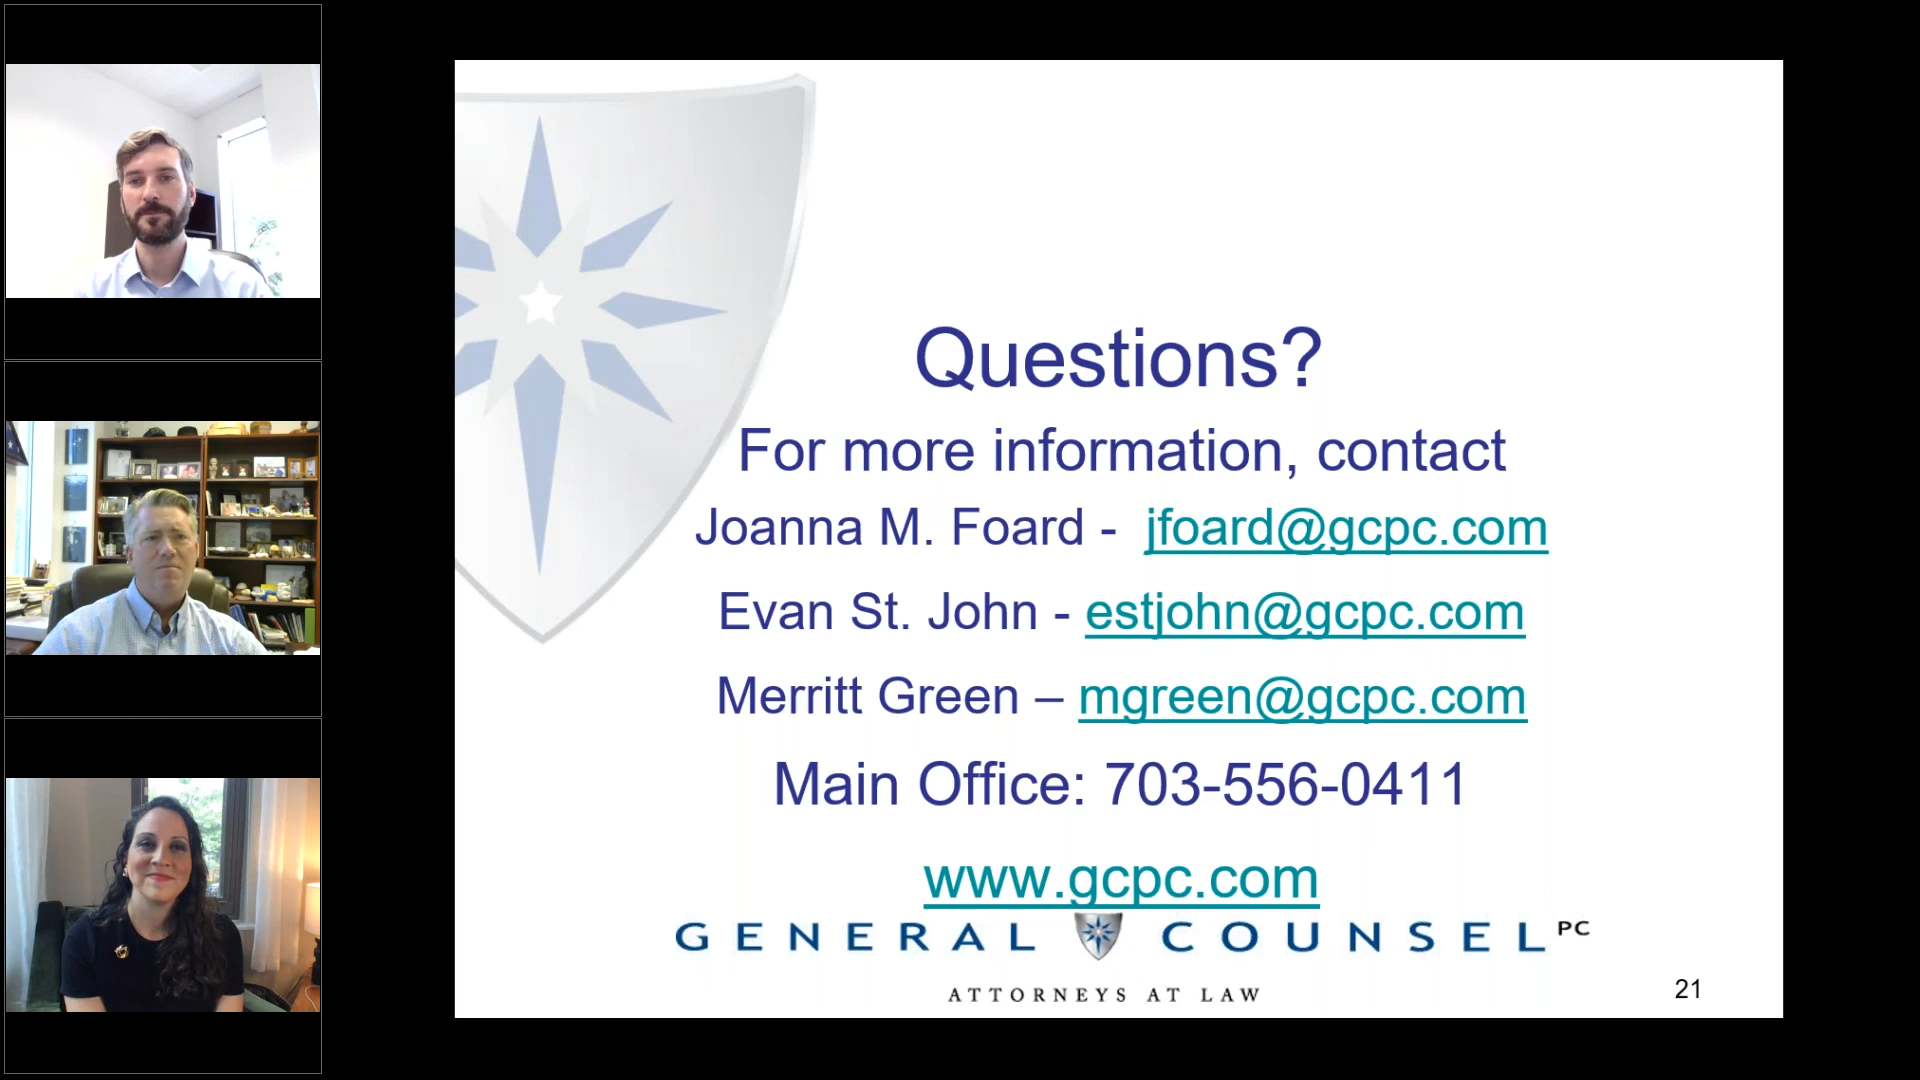 Questions?
For more information, contact
Joanna M. Foard - jfoard@gcpc.com
Evan St. John - estjohn@gcpc.com
Merritt Green – mgreen@gcpc.com
Main Office: 703-556-0411
www.gcpc.com
GENERAL COUNSEL PC
ATTORNEYS AT LAW
21